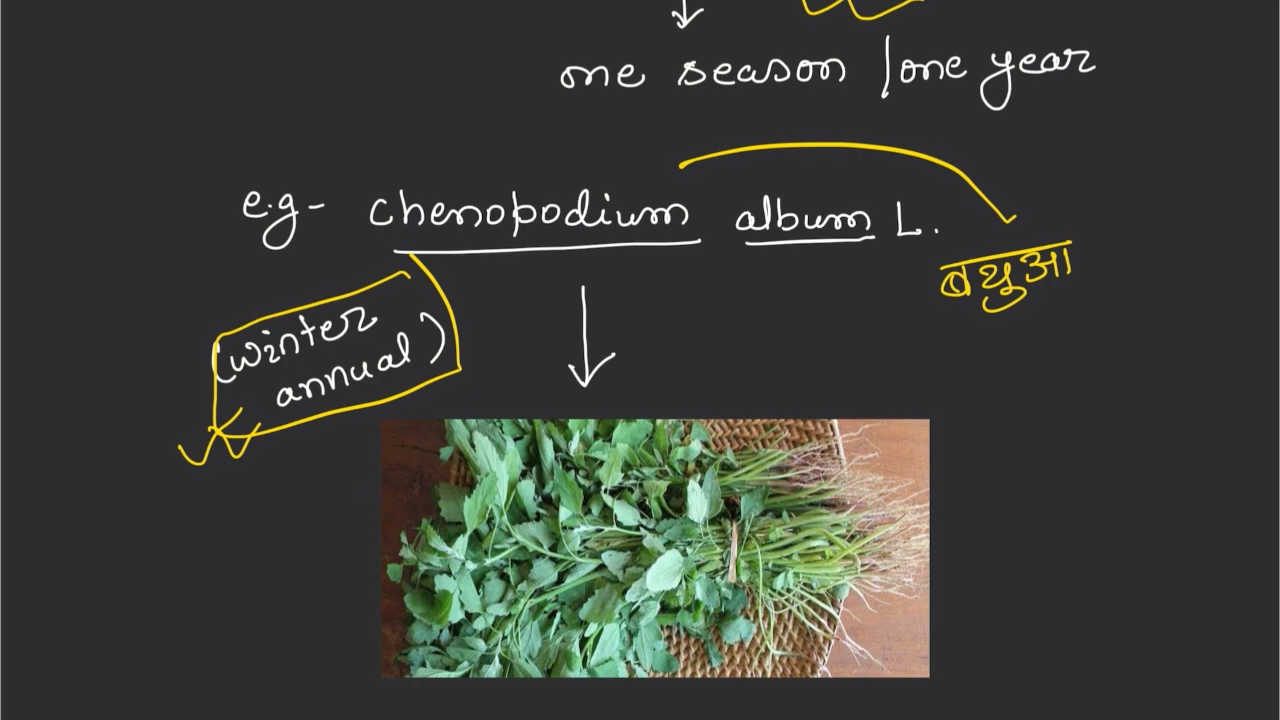 one season / one year
e.g- chenopodium album L.
बथुआ
(winter
annual)